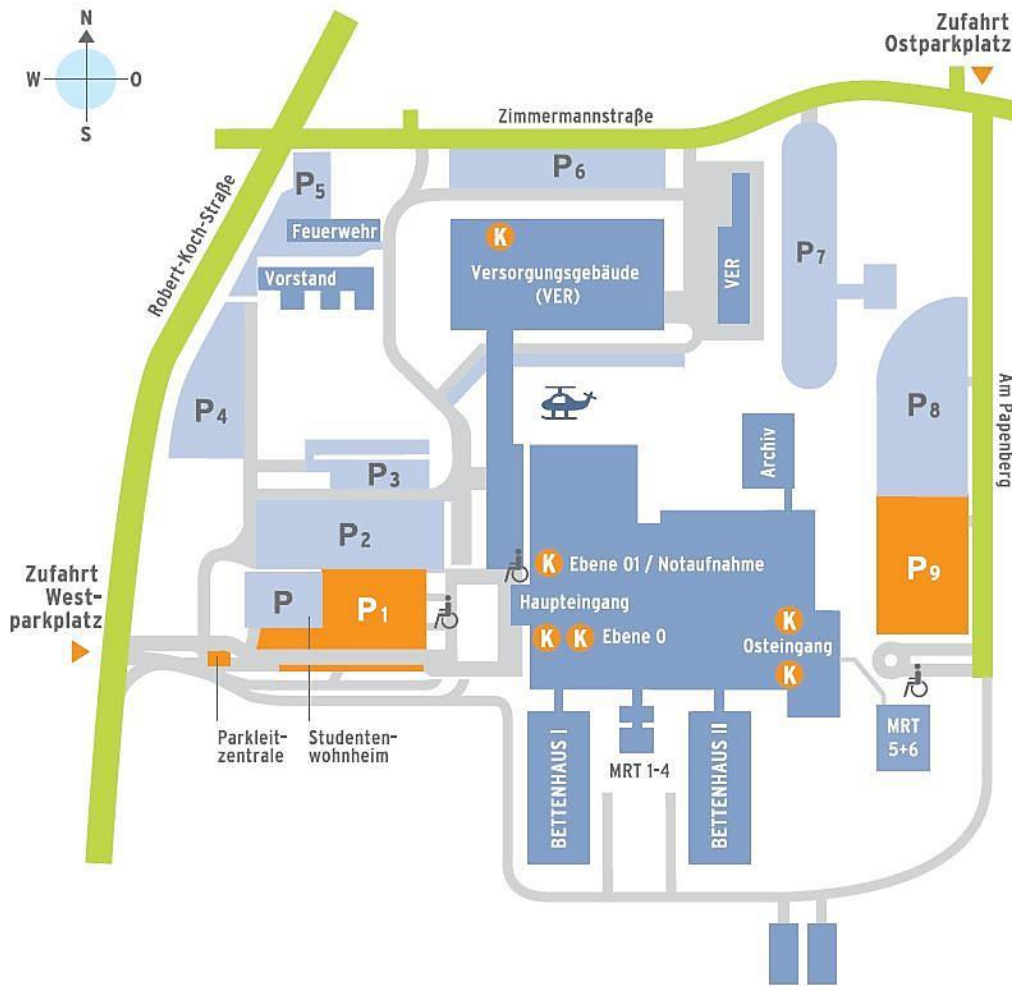 N
W
O
S
Zufahrt
Ostparkplatz
Zimmermannstraße
Robert-Koch-Straße
P5
Feuerwehr
Vorstand
P6
K
Versorgungsgebäude
(VER)
VER
P7
P4
P8
Am Papenberg
Archiv
P3
P2
K Ebene 01 / Notaufnahme
P9
Zufahrt
West-
parkplatz
P
P1
Haupteingang
K K Ebene 0
K
Osteingang
K
Parkleit-
zentrale
Studenten-
wohnheim
BETTENHAUS I
MRT 1-4
BETTENHAUS II
MRT
5+6